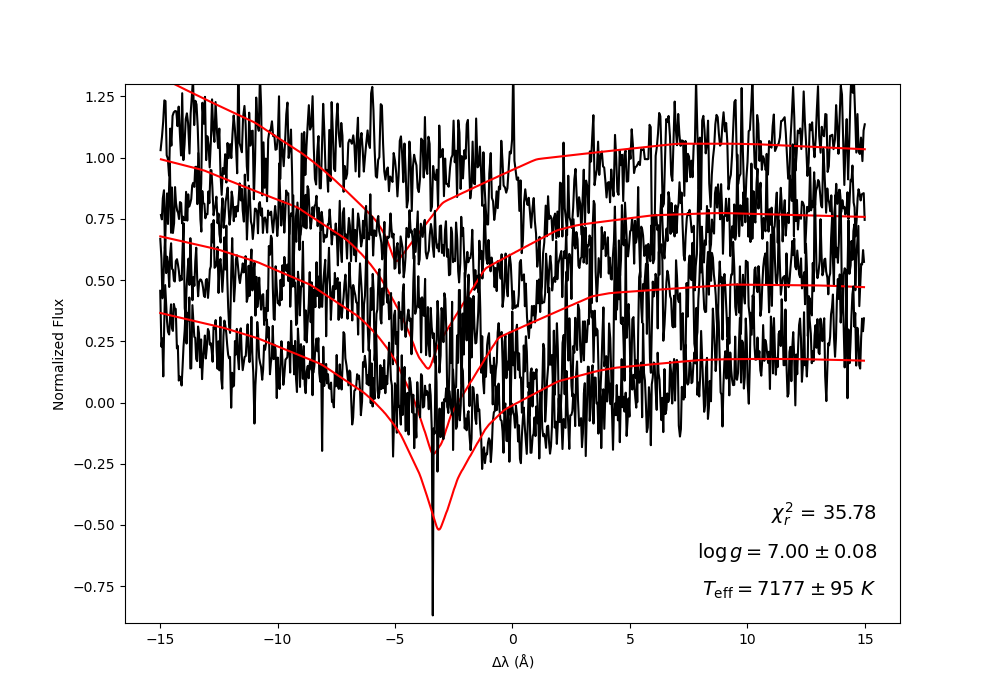 Normalized Flux
1.25
1.00
0.75
0.50
0.25
0.00
−0.25
−0.50
−0.75
χ²ᵣ = 35.78
log g = 7.00 ± 0.08
T_eff = 7177 ± 95 K
−15 −10 −5 0 5 10 15
Δλ (Å)